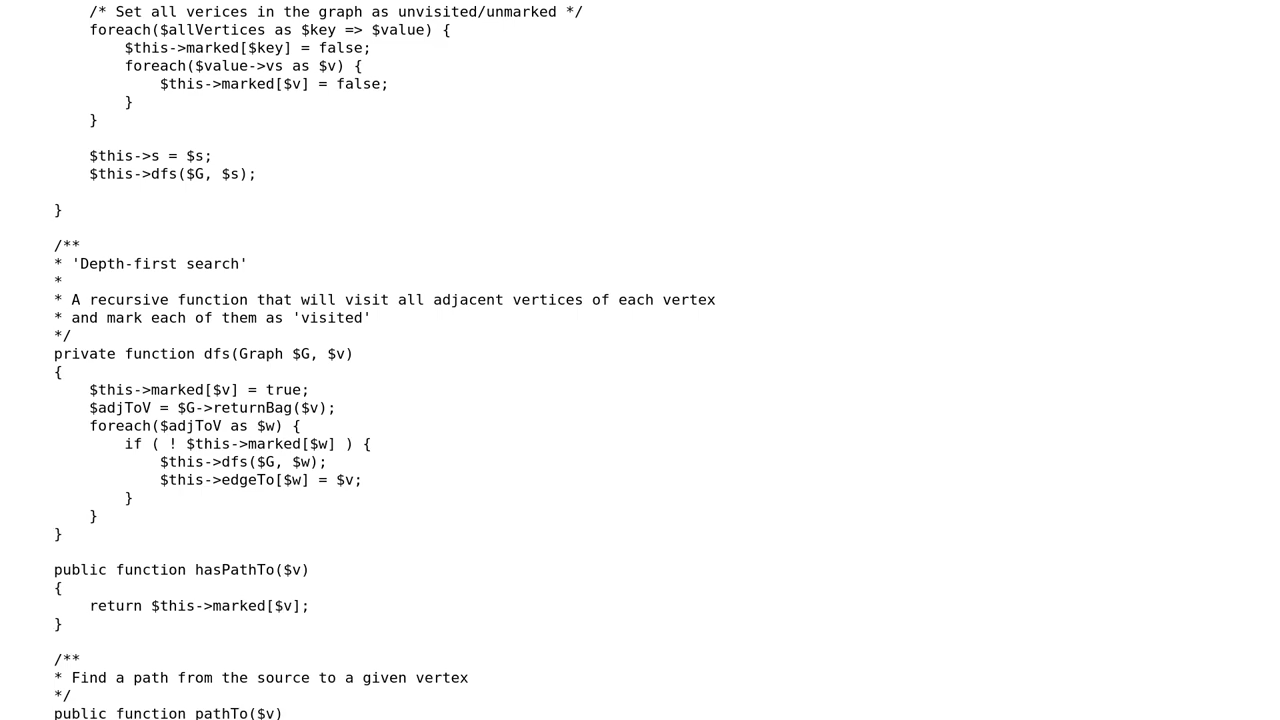 /* Set all verices in the graph as unvisited/unmarked */
foreach($allVertices as $key => $value) {
$this->marked[$key] = false;
foreach($value->vs as $v) {
$this->marked[$v] = false;
}
}
$this->s = $s;
$this->dfs($G, $s);
}
/**
* 'Depth-first search'
*
* A recursive function that will visit all adjacent vertices of each vertex
* and mark each of them as 'visited'
*/
private function dfs(Graph $G, $v)
{
$this->marked[$v] = true;
$adjToV = $G->returnBag($v);
foreach($adjToV as $w) {
if ( ! $this->marked[$w] ) {
$this->dfs($G, $w);
$this->edgeTo[$w] = $v;
}
}
}
public function hasPathTo($v)
{
return $this->marked[$v];
}
/**
* Find a path from the source to a given vertex
*/
public function pathTo($v)